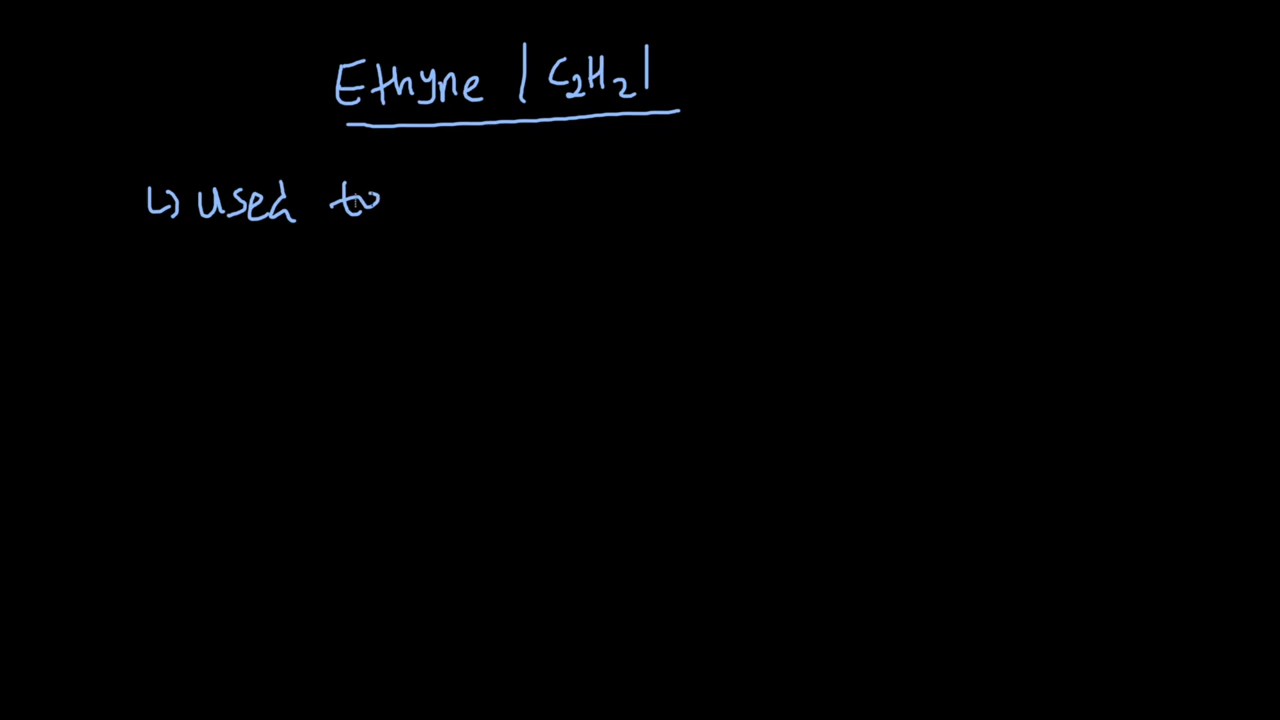 Ethyne | C₂H₂ |
↳ used to